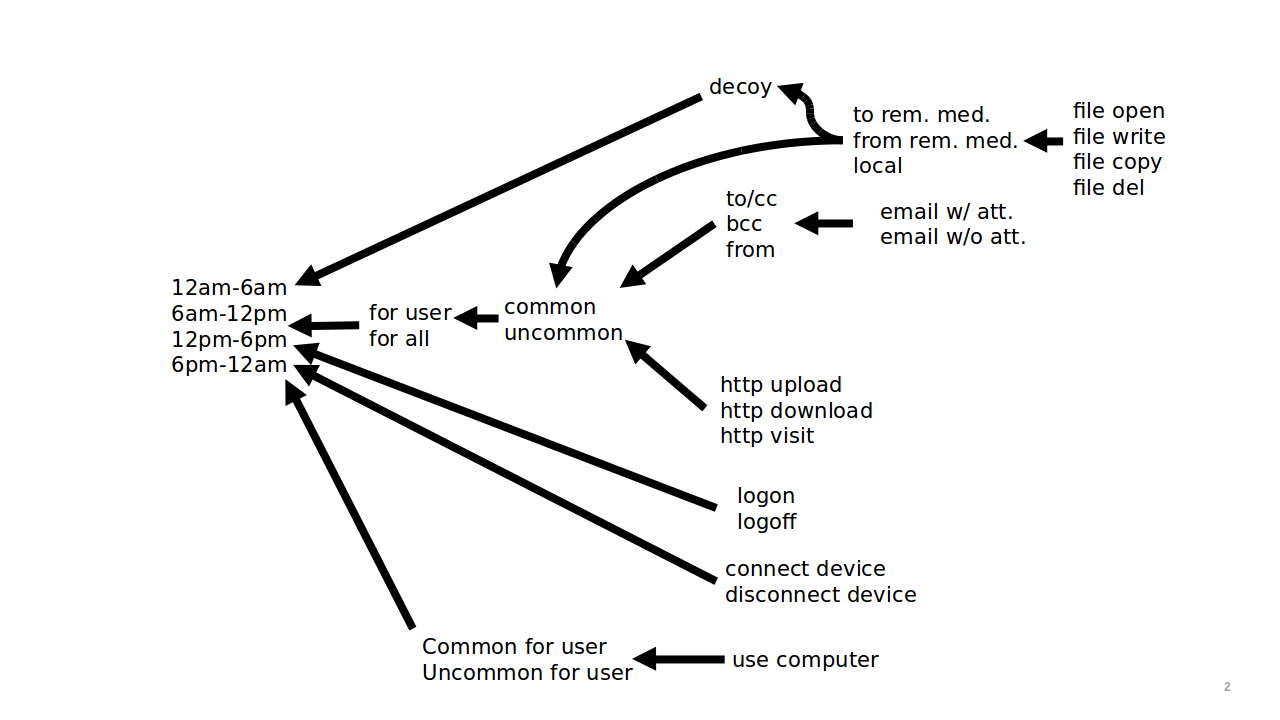 decoy
to rem. med.
from rem. med.
local
file open
file write
file copy
file del
to/cc
bcc
from
email w/ att.
email w/o att.
12am-6am
6am-12pm
12pm-6pm
6pm-12am
for user
for all
common
uncommon
http upload
http download
http visit
logon
logoff
connect device
disconnect device
Common for user
Uncommon for user
use computer
2